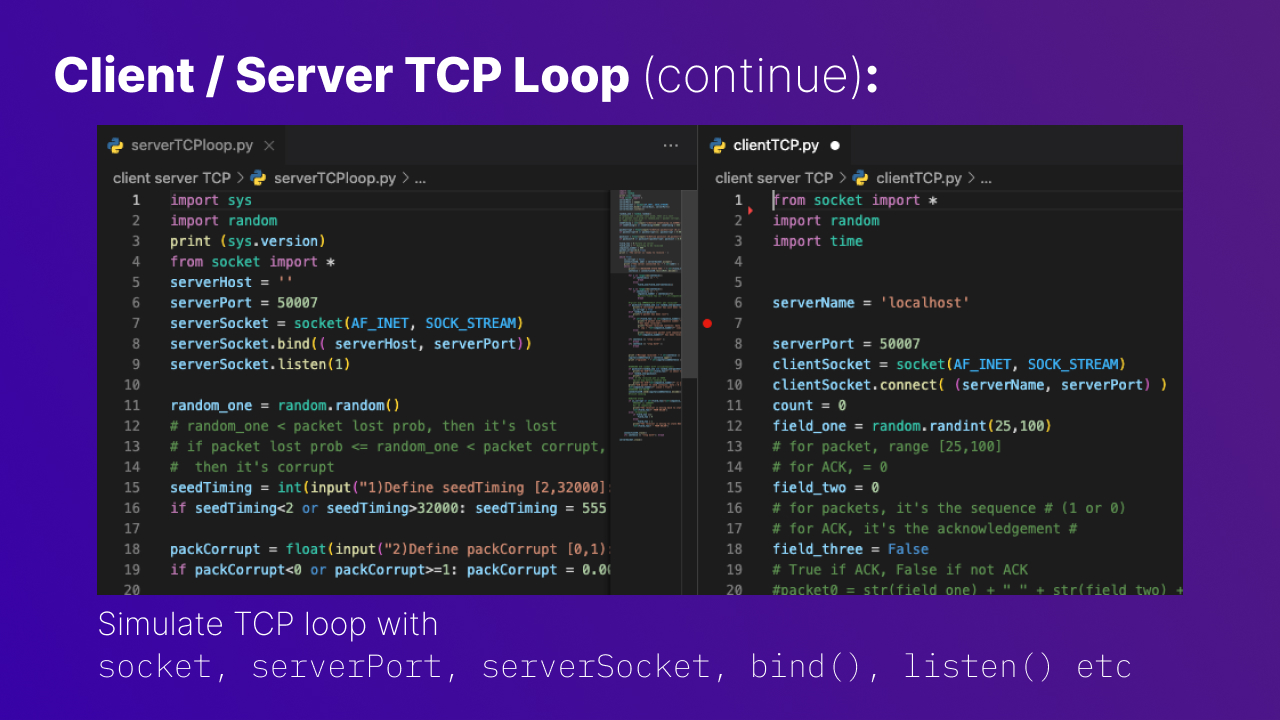 Client / Server TCP Loop (continue):
serverTCPloop.py
client server TCP > serverTCPloop.py > ...
1 import sys
2 import random
3 print (sys.version)
4 from socket import *
5 serverHost = ''
6 serverPort = 50007
7 serverSocket = socket(AF_INET, SOCK_STREAM)
8 serverSocket.bind(( serverHost, serverPort))
9 serverSocket.listen(1)
10
11 random_one = random.random()
12 # random_one < packet lost prob, then it's lost
13 # if packet lost prob <= random_one < packet corrupt,
14 #  then it's corrupt
15 seedTiming = int(input("1)Define seedTiming [2,32000]:
16 if seedTiming<2 or seedTiming>32000: seedTiming = 555
17
18 packCorrupt = float(input("2)Define packCorrupt [0,1):
19 if packCorrupt<0 or packCorrupt>=1: packCorrupt = 0.00
20
clientTCP.py
client server TCP > clientTCP.py > ...
1 from socket import *
2 import random
3 import time
4
5
6 serverName = 'localhost'
7
8 serverPort = 50007
9 clientSocket = socket(AF_INET, SOCK_STREAM)
10 clientSocket.connect( (serverName, serverPort) )
11 count = 0
12 field_one = random.randint(25,100)
13 # for packet, range [25,100]
14 # for ACK, = 0
15 field_two = 0
16 # for packets, it's the sequence # (1 or 0)
17 # for ACK, it's the acknowledgement #
18 field_three = False
19 # True if ACK, False if not ACK
20 #packet0 = str(field_one) + " " + str(field_two) +
Simulate TCP loop with
socket, serverPort, serverSocket, bind(), listen() etc